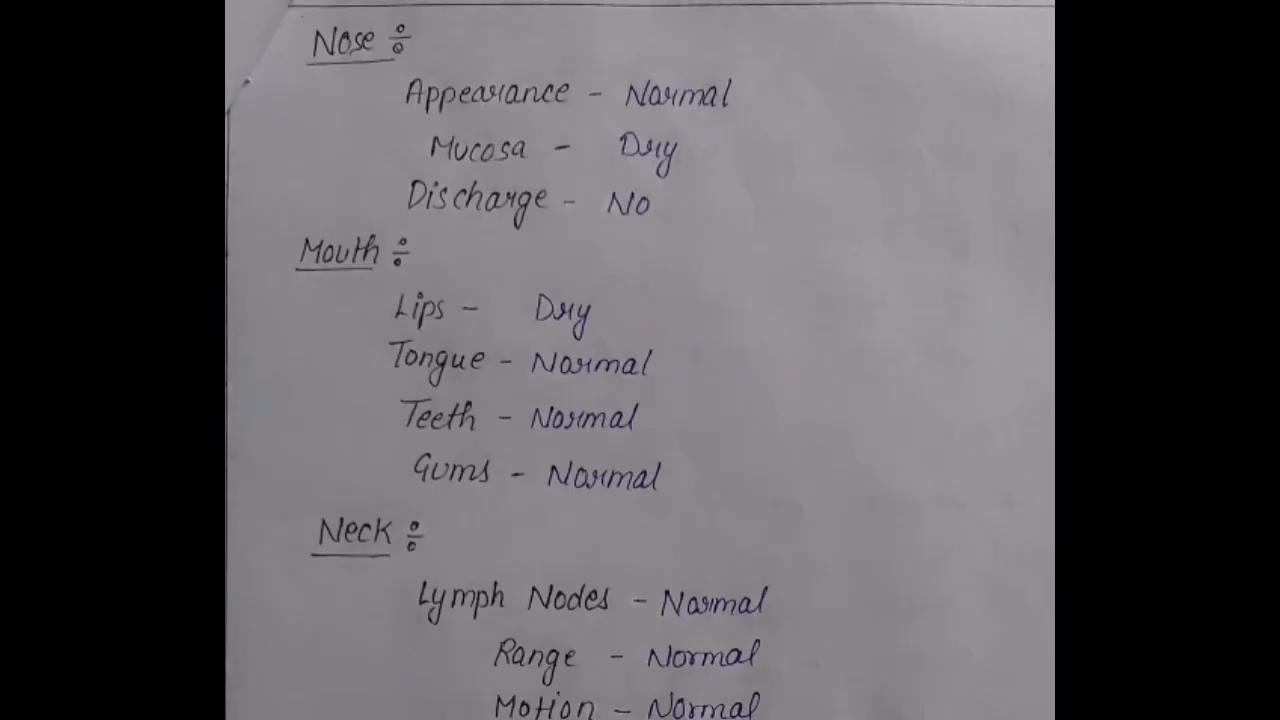 Nose :
Appearance - Normal
Mucosa - Dry
Discharge - No
Mouth :
Lips - Dry
Tongue - Normal
Teeth - Normal
Gums - Normal
Neck :
Lymph Nodes - Normal
Range - Normal
Motion - Normal